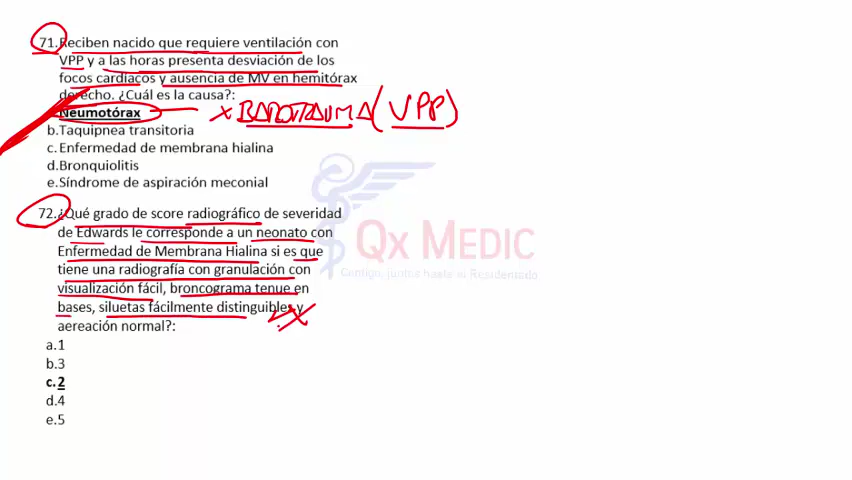 71. Reciben nacido que requiere ventilación con
VPP y a las horas presenta desviación de los
focos cardíacos y ausencia de MV en hemitórax
derecho. ¿Cuál es la causa?:
Neumotórax x BAROTRAUMA (VPP)
b. Taquipnea transitoria
c. Enfermedad de membrana hialina
d. Bronquiolitis
e. Síndrome de aspiración meconial
72. ¿Qué grado de score radiográfico de severidad
de Edwards le corresponde a un neonato con
Enfermedad de Membrana Hialina si es que
tiene una radiografía con granulación con
visualización fácil, broncograma tenue en
bases, siluetas fácilmente distinguibles y
aereación normal?:
a. 1
b. 3
c. 2
d. 4
e. 5
Qx MEDIC
Contigo, juntos hasta el Residentado